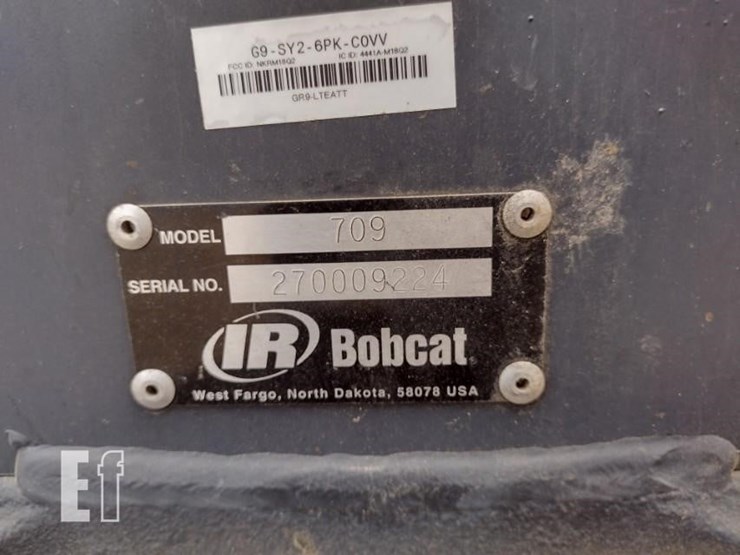 G9-SY2-6PK-C0VV
FCC ID: NKRM18Q2 IC ID: 4441A-M18Q2
GR9-LTEATT
MODEL 709
SERIAL NO. 270009224
IR Bobcat
West Fargo, North Dakota, 58078 USA
Ef